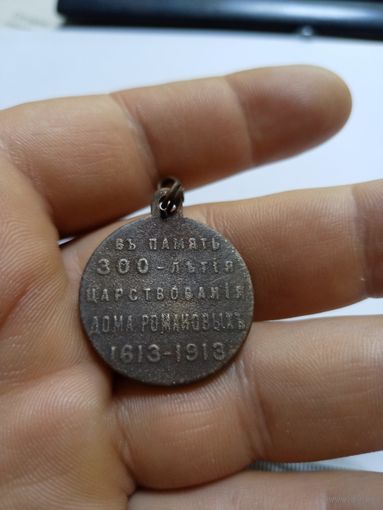 ВЪ ПАМЯТЬ
300-ЛѢТІЯ
ЦАРСТВОВАНІЯ
ДОМА РОМАНОВЫХЪ
1613-1913